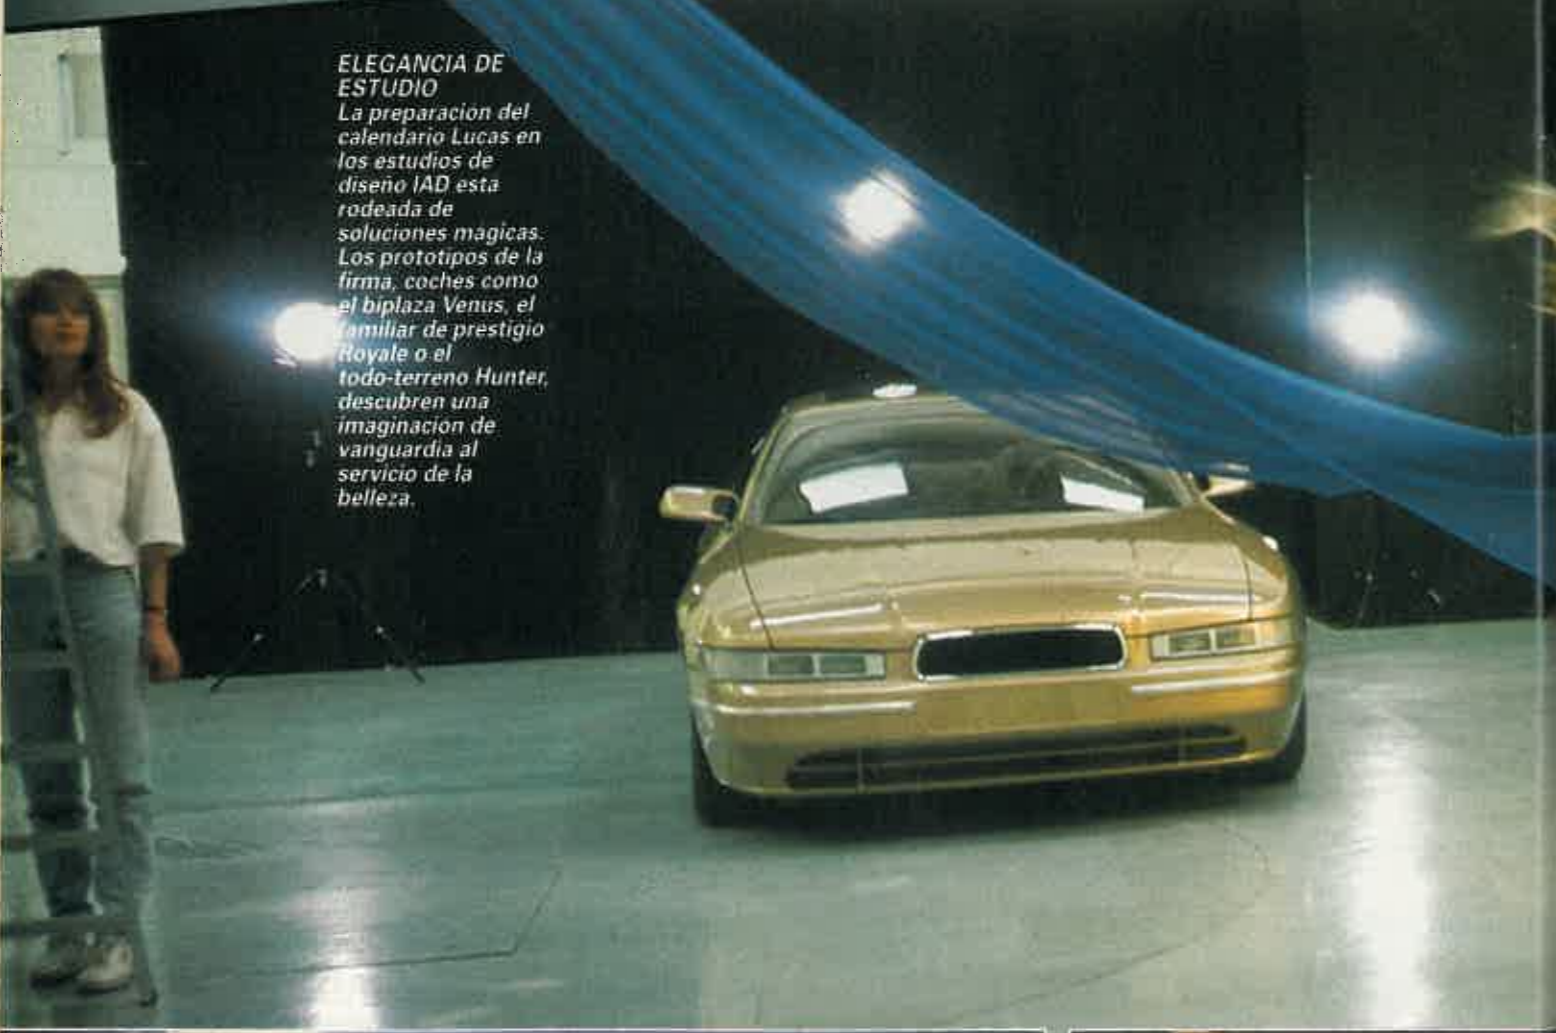 ELEGANCIA DE
ESTUDIO
La preparacion del
calendario Lucas en
los estudios de
diseño IAD esta
rodeada de
soluciones magicas.
Los prototipos de la
firma, coches como
el biplaza Venus, el
familiar de prestigio
Royale o el
todo-terreno Hunter,
descubren una
imaginacion de
vanguardia al
servicio de la
belleza.